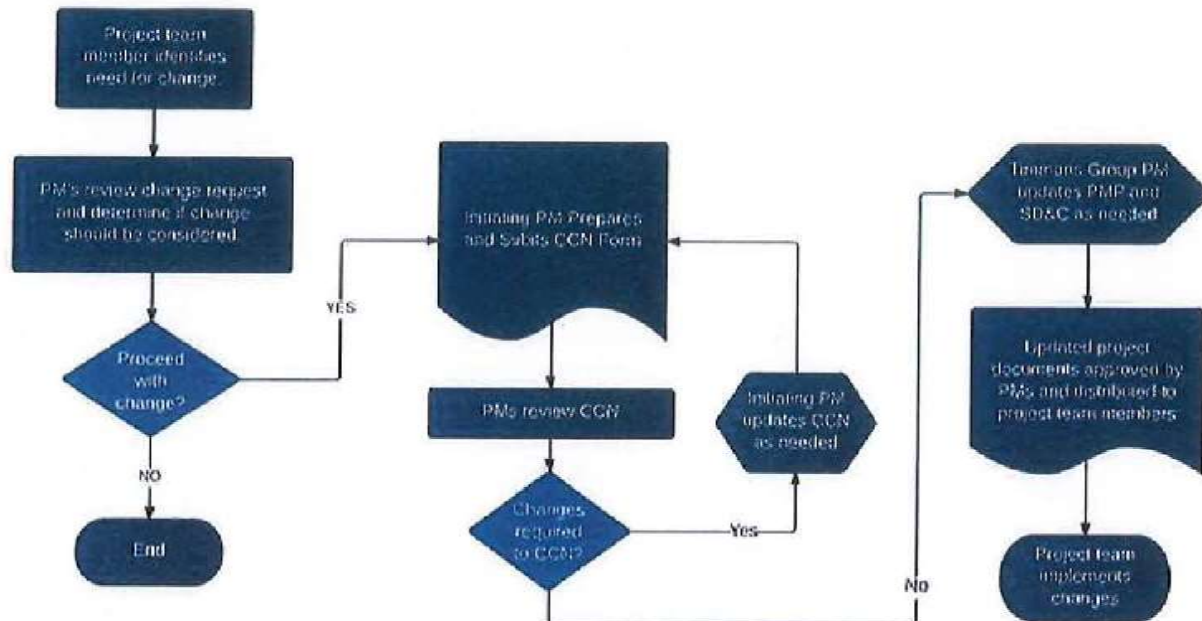 Project team
member identifies
need for change.
PM's review change request
and determine if change
should be considered.
Proceed
with
change?
YES
NO
End
Initiating PM Prepares
and Subits CCN Form
PMs review CCN
Changes
required
to CCN?
Yes
Initiating PM
updates CCN
as needed
No
Timmons Group PM
updates PMP and
SD&C as needed
Updated project
documents approved by
PMs and distributed to
project team members
Project team
implements
changes